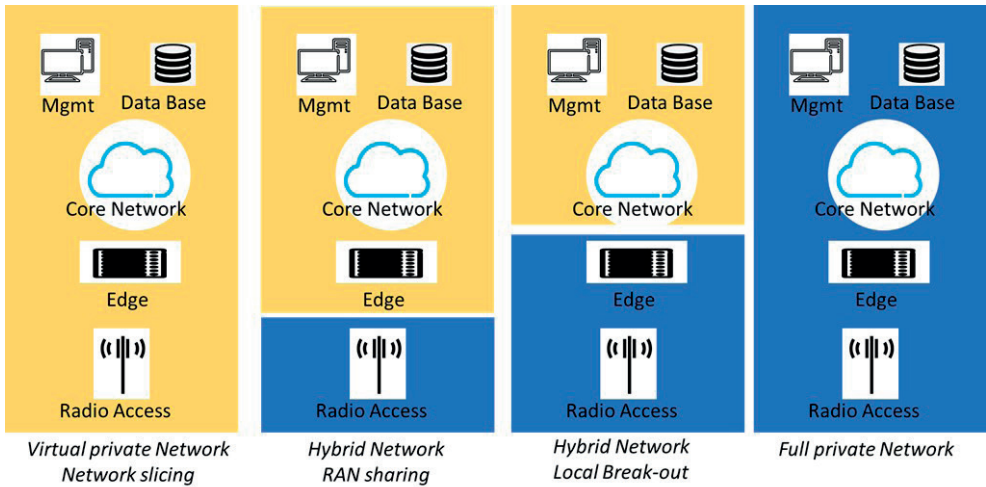 Mgmt Data Base
Core Network
Edge
Radio Access
Virtual private Network
Network slicing
Mgmt Data Base
Core Network
Edge
Radio Access
Hybrid Network
RAN sharing
Mgmt Data Base
Core Network
Edge
Radio Access
Hybrid Network
Local Break-out
Mgmt Data Base
Core Network
Edge
Radio Access
Full private Network